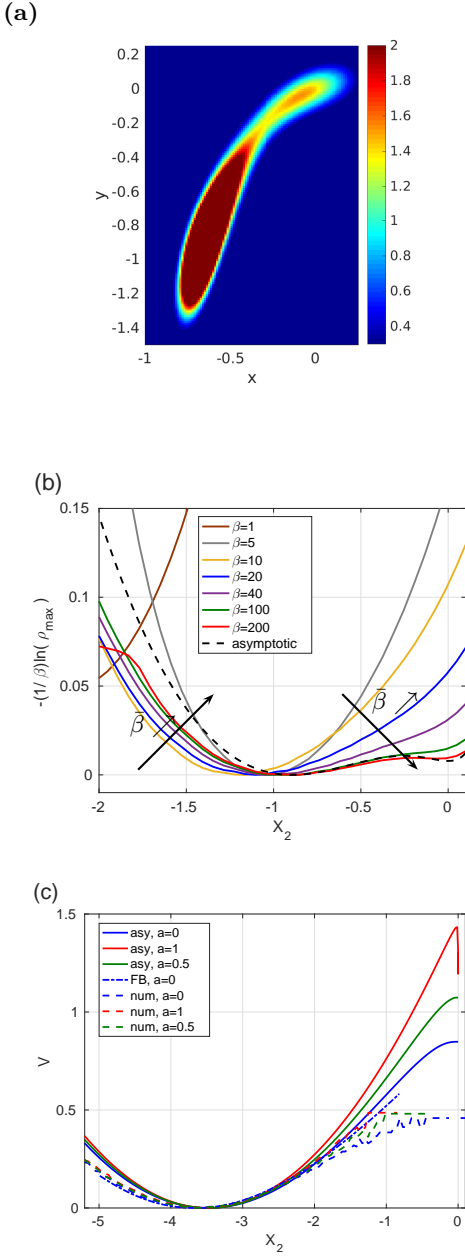 (a)
0.2
0
-0.2
-0.4
-0.6
-0.8
-1
-1.2
-1.4
y
-1
-0.5
0
x
2
1.8
1.6
1.4
1.2
1
0.8
0.6
0.4
(b)
0.15
0.1
0.05
0
-(1/ β)ln( ρmax)
β=1
β=5
β=10
β=20
β=40
β=100
β=200
asymptotic
β̄ ↗
β̄ ↗
-2
-1.5
-1
-0.5
0
X2
(c)
1.5
1
0.5
0
V
asy, a=0
asy, a=1
asy, a=0.5
FB, a=0
num, a=0
num, a=1
num, a=0.5
-5
-4
-3
-2
-1
0
X2